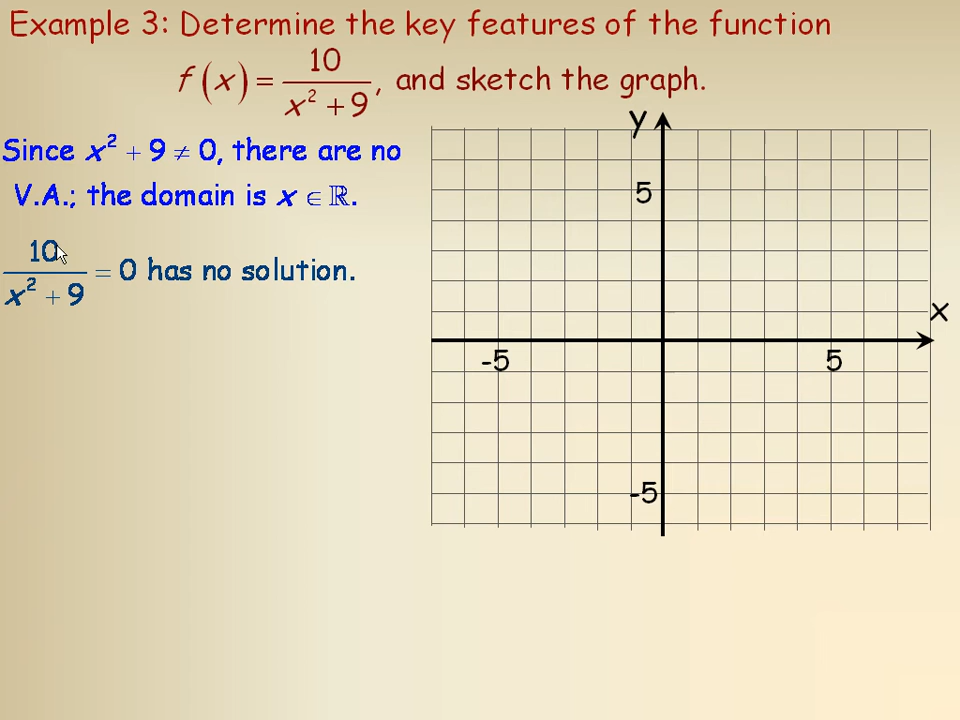 Example 3: Determine the key features of the function
f(x) = 10/(x² + 9), and sketch the graph.
Since x² + 9 ≠ 0, there are no
V.A.; the domain is x ∈ ℝ.
10/(x² + 9) = 0 has no solution.
y
5
x
-5
5
-5